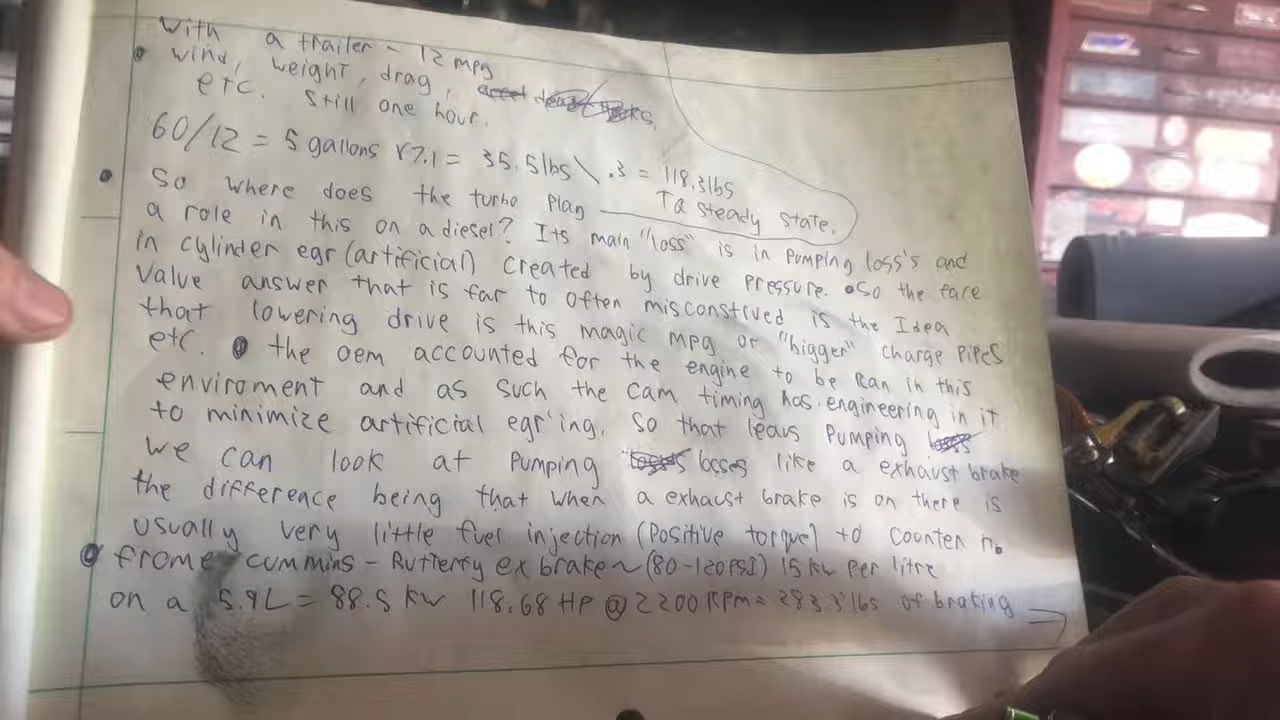 with a trailer ~ 12 mpg
• wind, weight, drag,
etc. still one hour.
60/12 = 5 gallons x7.1 = 35.5lbs \ .3 = 118.3lbs
TQ steady state.
• So where does the turbo play
a role in this on a diesel? Its main "loss" is in pumping loss's and
in cylinder egr (artificial) created by drive pressure. • So the face
value answer that is far to often misconstrued is the Idea
that lowering drive is this magic mpg or "bigger" charge pipes
etc. • the oem accounted for the engine to be ran in this
enviroment and as such the cam timing has engineering in it
to minimize artificial egr'ing. So that leavs Pumping
we can look at pumping losses like a exhaust brake
the difference being that when a exhaust brake is on there is
usually very little fuel injection (Positive torque) to counter it.
• frome cummins - Butterfly ex brake ~ (80-120PSI) 15 kw per litre
on a 5.9L = 88.5 kw 118.68 HP @ 2200 RPM = 283.3 lbs of braking